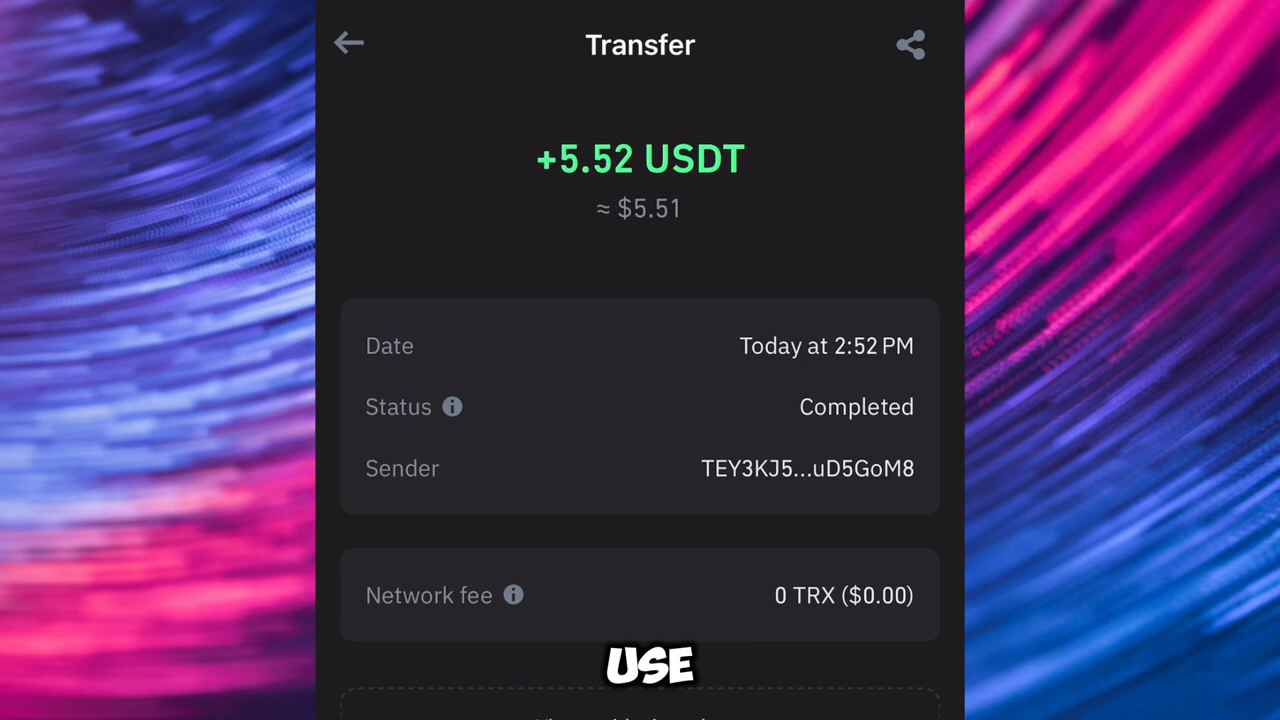 Transfer
+5.52 USDT
≈ $5.51
Date Today at 2:52 PM
Status Completed
Sender TEY3KJ5...uD5GoM8
Network fee 0 TRX ($0.00)
USE